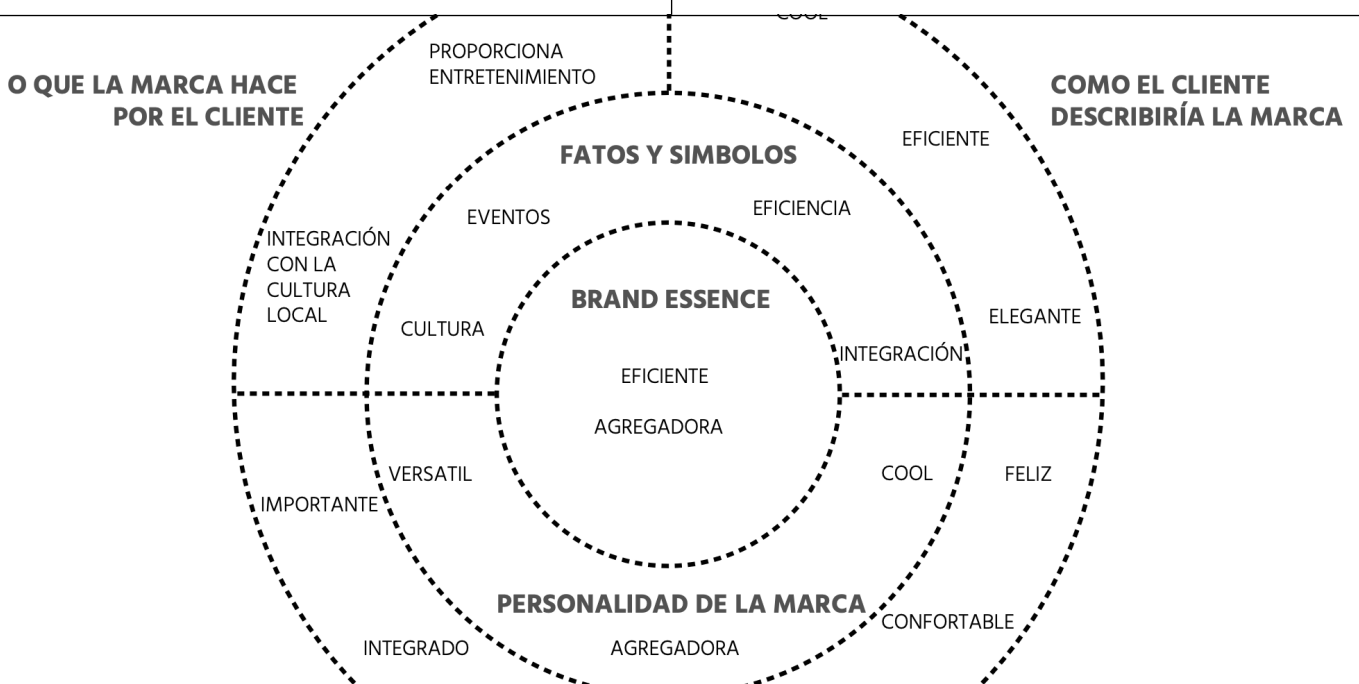 COOL
PROPORCIONA
ENTRETENIMIENTO
O QUE LA MARCA HACE
POR EL CLIENTE
COMO EL CLIENTE
DESCRIBIRÍA LA MARCA
EFICIENTE
FATOS Y SIMBOLOS
EVENTOS
EFICIENCIA
INTEGRACIÓN
CON LA
CULTURA
LOCAL
BRAND ESSENCE
ELEGANTE
CULTURA
INTEGRACIÓN
EFICIENTE
AGREGADORA
VERSATIL
COOL
FELIZ
IMPORTANTE
PERSONALIDAD DE LA MARCA
CONFORTABLE
INTEGRADO
AGREGADORA